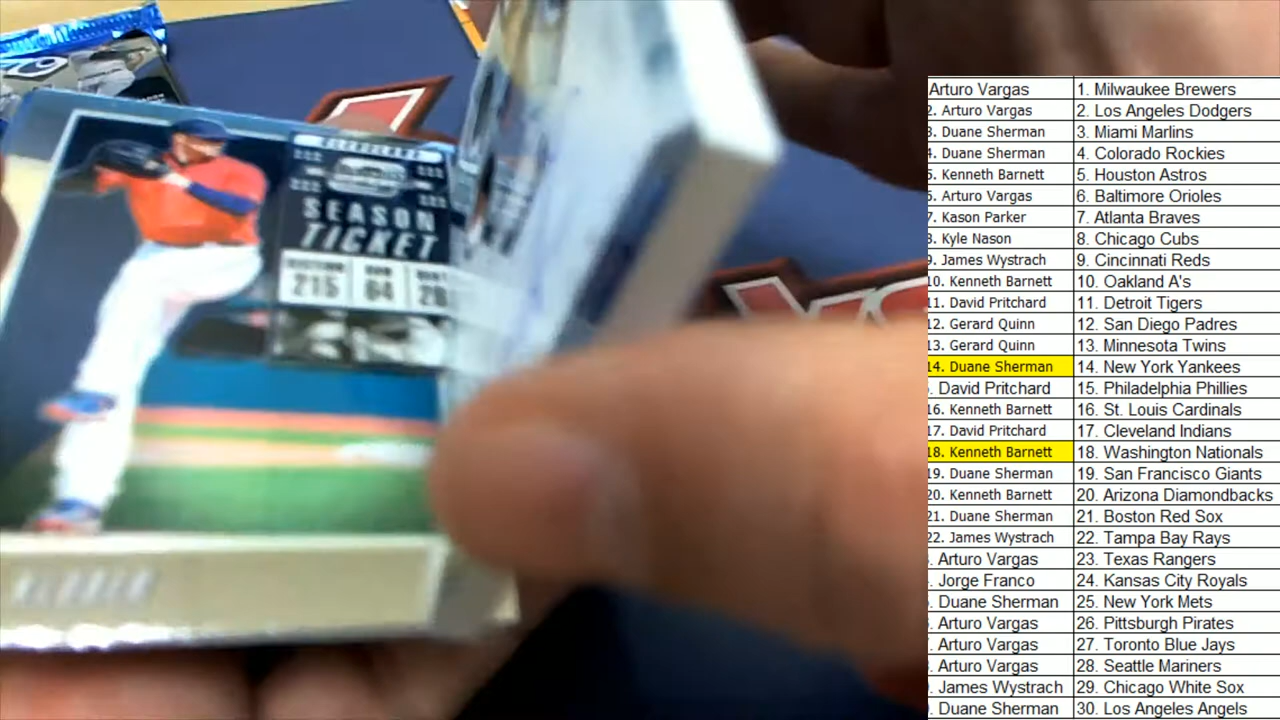 SEASON
TICKET
216
04
Arturo Vargas 1. Milwaukee Brewers
2. Arturo Vargas 2. Los Angeles Dodgers
3. Duane Sherman 3. Miami Marlins
4. Duane Sherman 4. Colorado Rockies
5. Kenneth Barnett 5. Houston Astros
6. Arturo Vargas 6. Baltimore Orioles
7. Kason Parker 7. Atlanta Braves
8. Kyle Nason 8. Chicago Cubs
9. James Wystrach 9. Cincinnati Reds
10. Kenneth Barnett 10. Oakland A's
11. David Pritchard 11. Detroit Tigers
12. Gerard Quinn 12. San Diego Padres
13. Gerard Quinn 13. Minnesota Twins
14. Duane Sherman 14. New York Yankees
. David Pritchard 15. Philadelphia Phillies
16. Kenneth Barnett 16. St. Louis Cardinals
17. David Pritchard 17. Cleveland Indians
18. Kenneth Barnett 18. Washington Nationals
19. Duane Sherman 19. San Francisco Giants
20. Kenneth Barnett 20. Arizona Diamondbacks
21. Duane Sherman 21. Boston Red Sox
22. James Wystrach 22. Tampa Bay Rays
. Arturo Vargas 23. Texas Rangers
. Jorge Franco 24. Kansas City Royals
. Duane Sherman 25. New York Mets
. Arturo Vargas 26. Pittsburgh Pirates
. Arturo Vargas 27. Toronto Blue Jays
. Arturo Vargas 28. Seattle Mariners
. James Wystrach 29. Chicago White Sox
. Duane Sherman 30. Los Angeles Angels